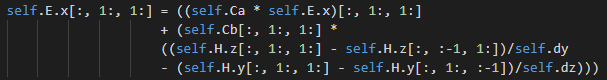 self.E.x[:, 1:, 1:] = ((self.Ca * self.E.x)[:, 1:, 1:]
+ (self.Cb[:, 1:, 1:] *
((self.H.z[:, 1:, 1:] - self.H.z[:, :-1, 1:])/self.dy
- (self.H.y[:, 1:, 1:] - self.H.y[:, 1:, :-1])/self.dz)))